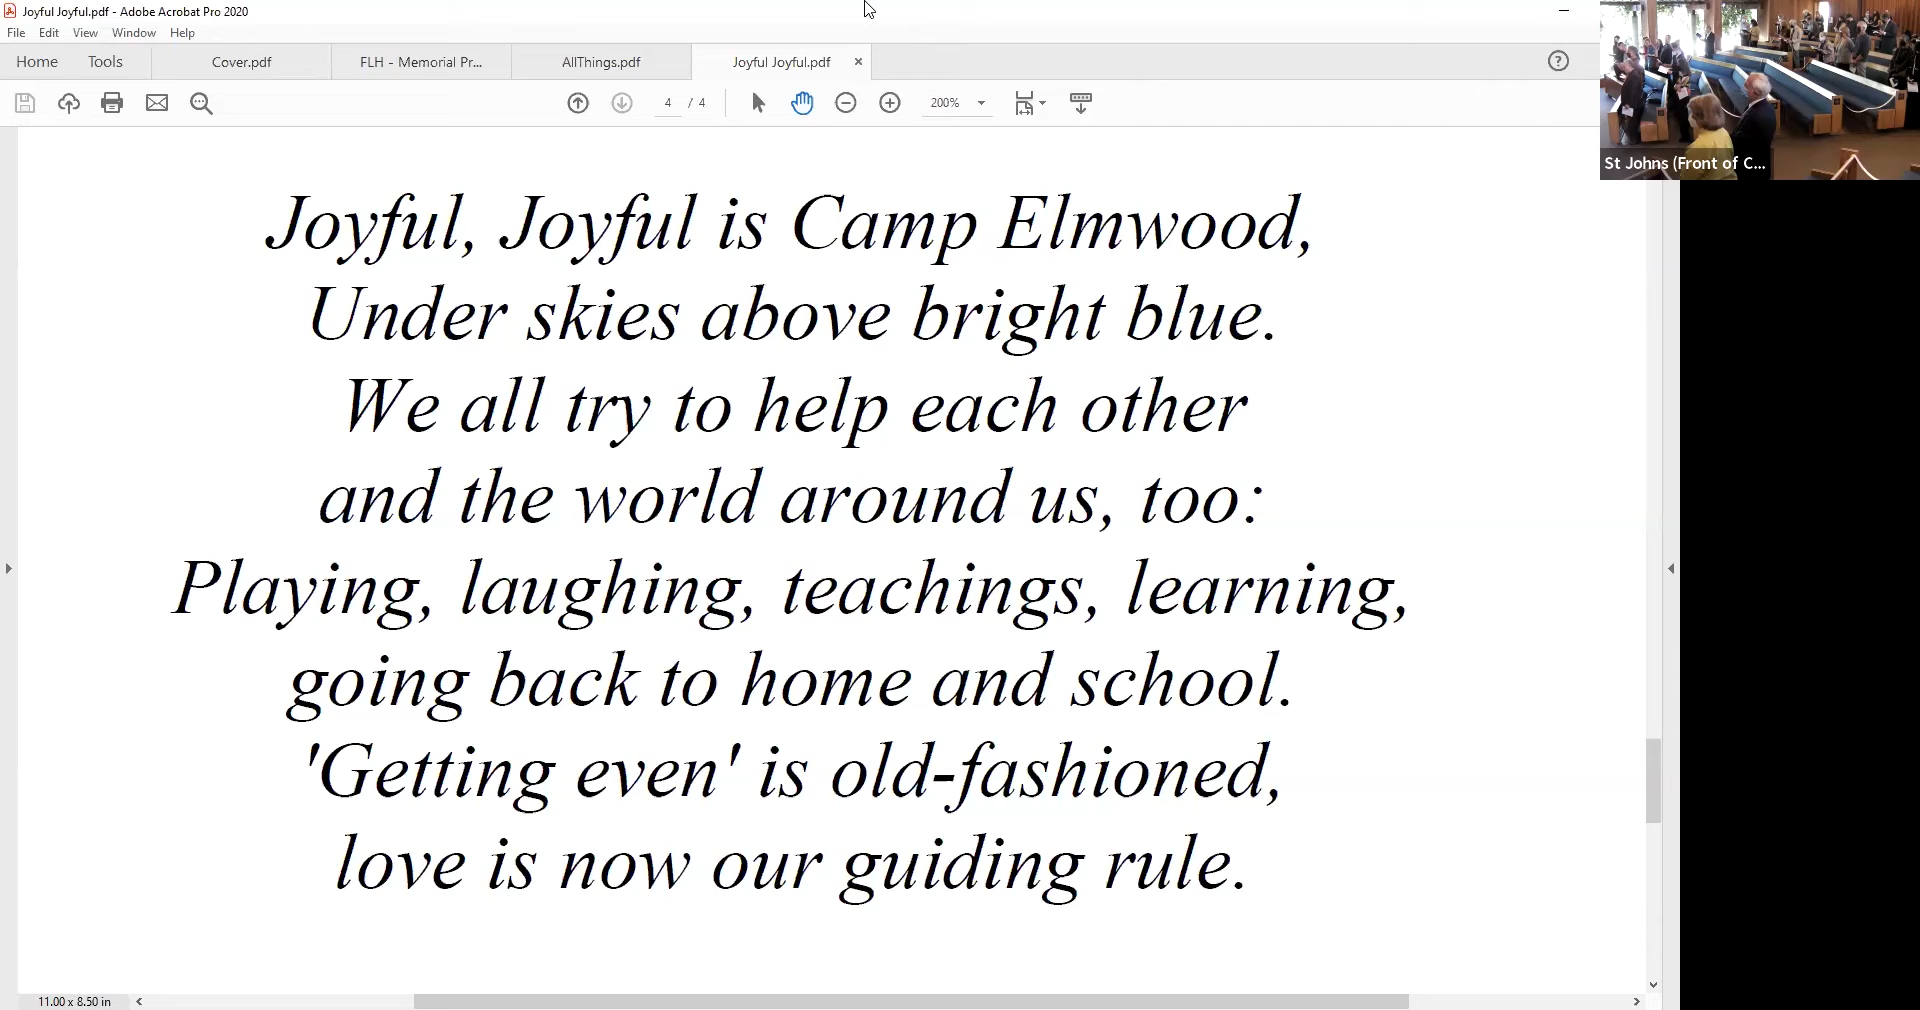 Joyful Joyful.pdf - Adobe Acrobat Pro 2020
File Edit View Window Help
Home Tools Cover.pdf FLH - Memorial Pr... AllThings.pdf Joyful Joyful.pdf
4 / 4 200%
St Johns (Front of C...
Joyful, Joyful is Camp Elmwood,
Under skies above bright blue.
We all try to help each other
and the world around us, too:
Playing, laughing, teachings, learning,
going back to home and school.
'Getting even' is old-fashioned,
love is now our guiding rule.
11.00 x 8.50 in